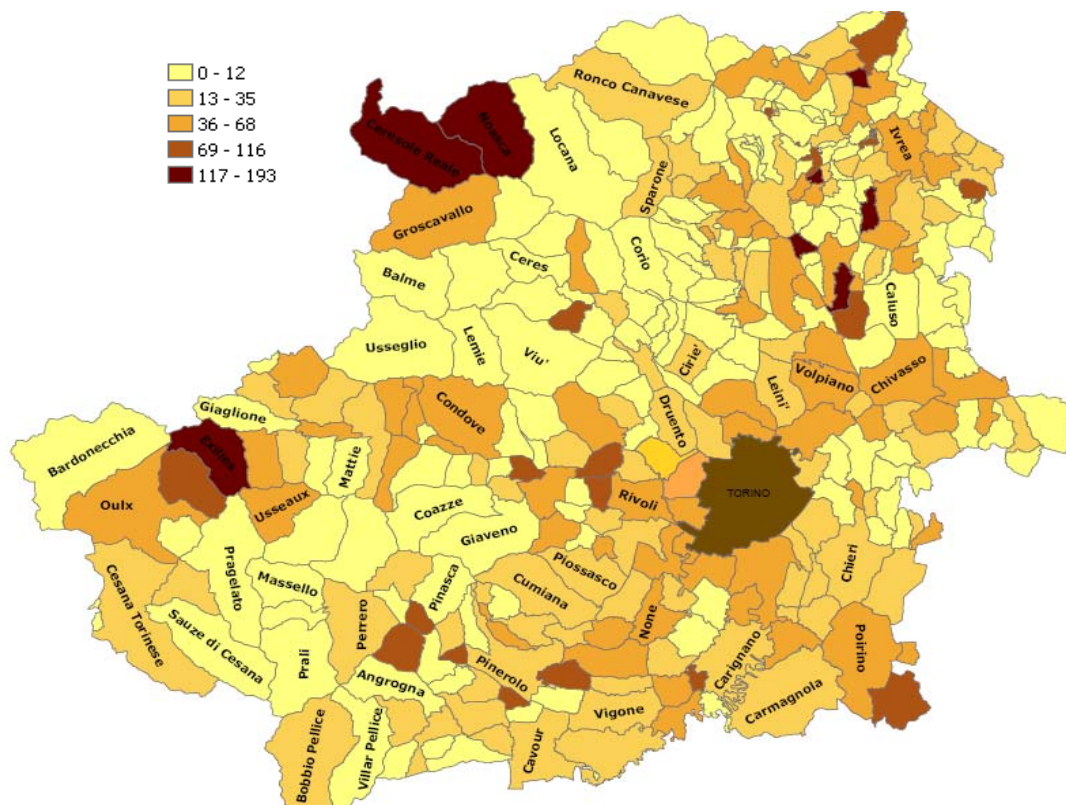 0 - 12
13 - 35
36 - 68
69 - 116
117 - 193
Ronco Canavese
Noasca
Ceresole Reale
Locana
Ivrea
Sparone
Groscavallo
Corio
Ceres
Balme
Caluso
Usseglio
Lemie
Viu'
Cirie'
Leini'
Volpiano
Chivasso
Giaglione
Condove
Druento
Bardonecchia
Exilles
Mattie
Oulx
Usseaux
Coazze
Rivoli
TORINO
Giaveno
Chieri
Pragelato
Massello
Pinasca
Piossasco
Cumiana
Cesana Torinese
Sauze di Cesana
Perrero
None
Poirino
Prali
Angrogna
Pinerolo
Carignano
Carmagnola
Vigone
Bobbio Pellice
Villar Pellice
Cavour